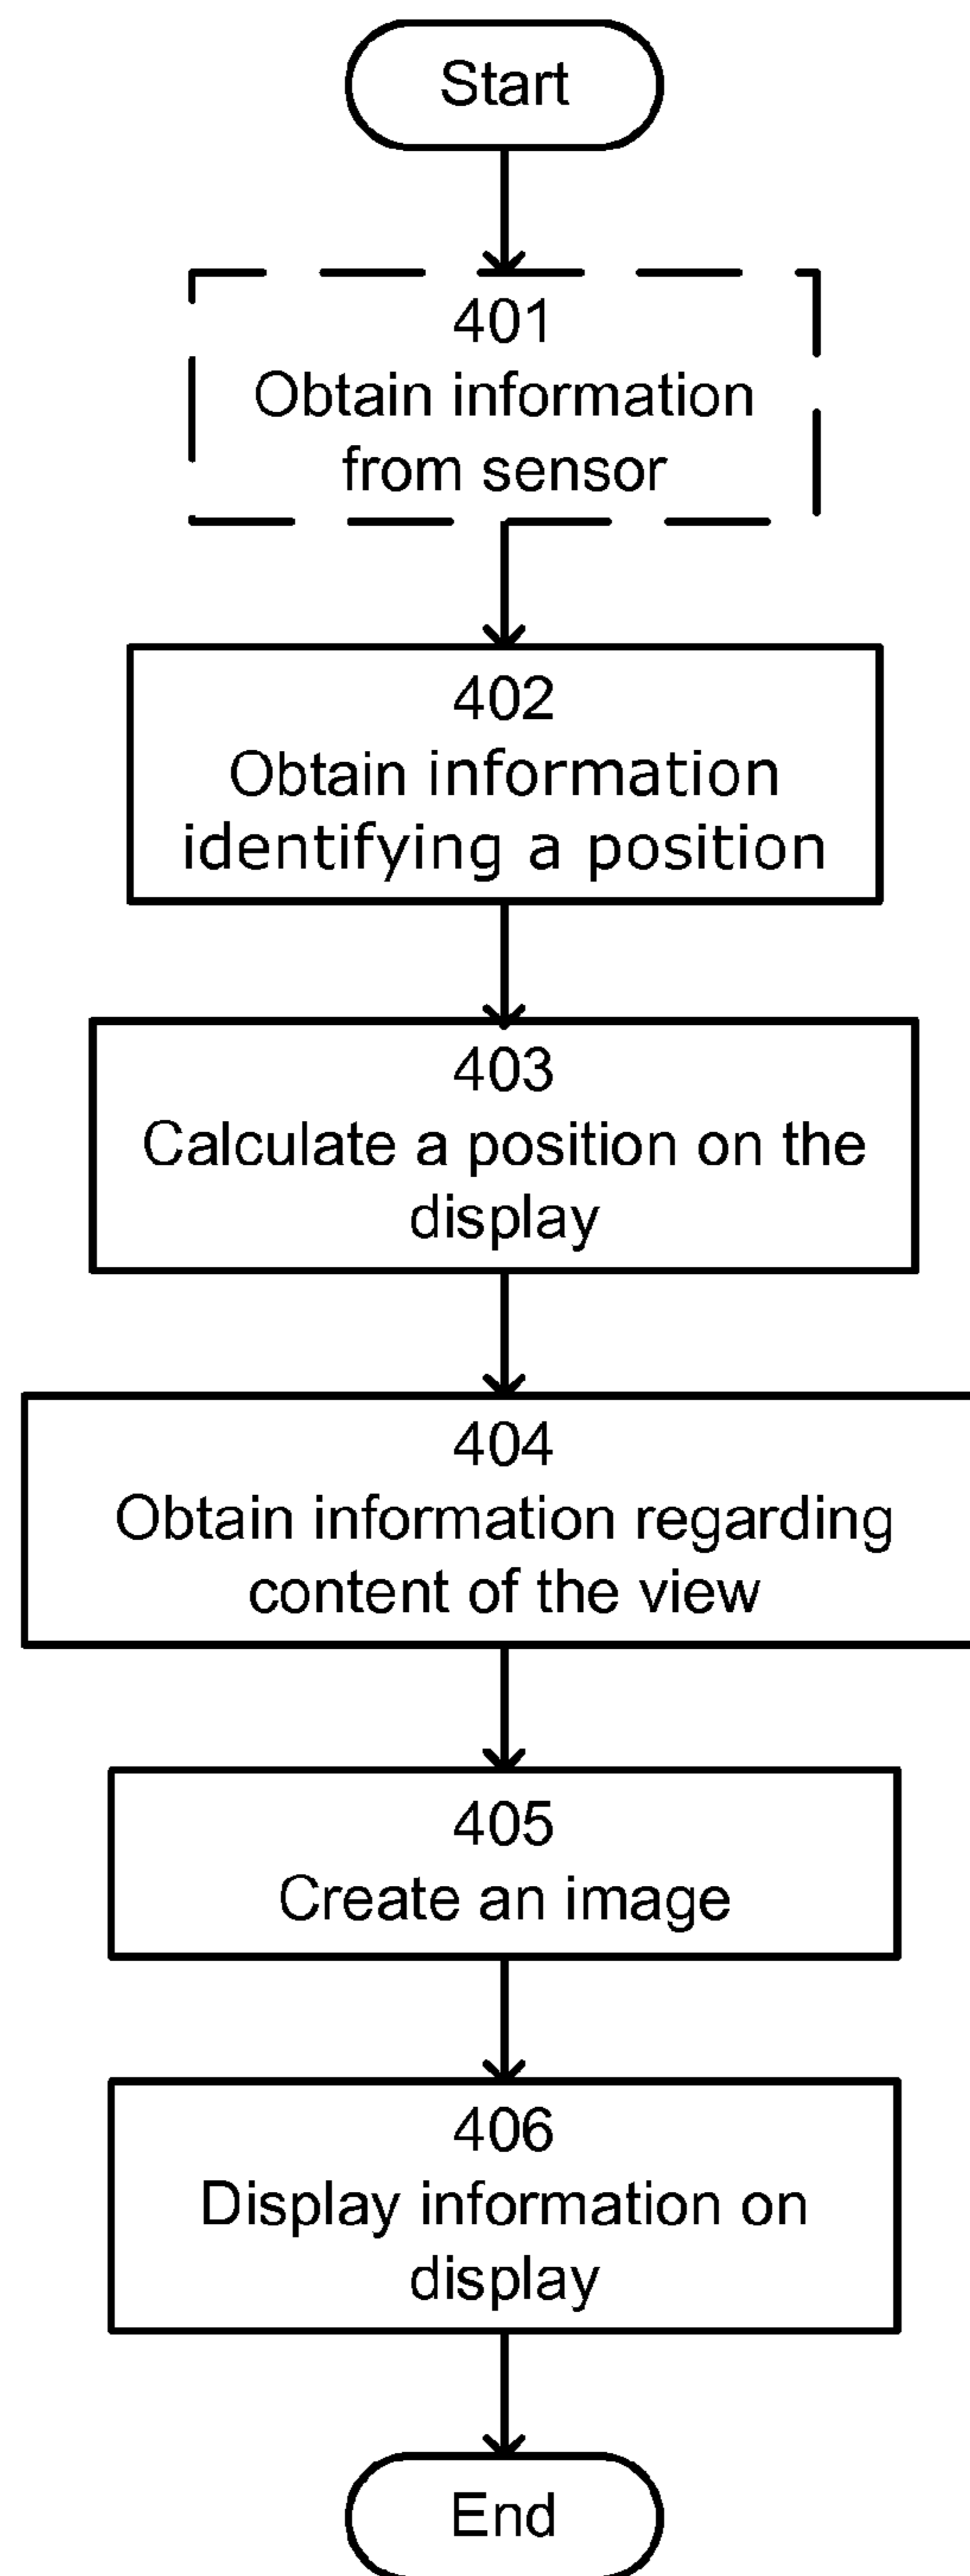 Start
401
Obtain information
from sensor
402
Obtain information
identifying a position
403
Calculate a position on the
display
404
Obtain information regarding
content of the view
405
Create an image
406
Display information on
display
End